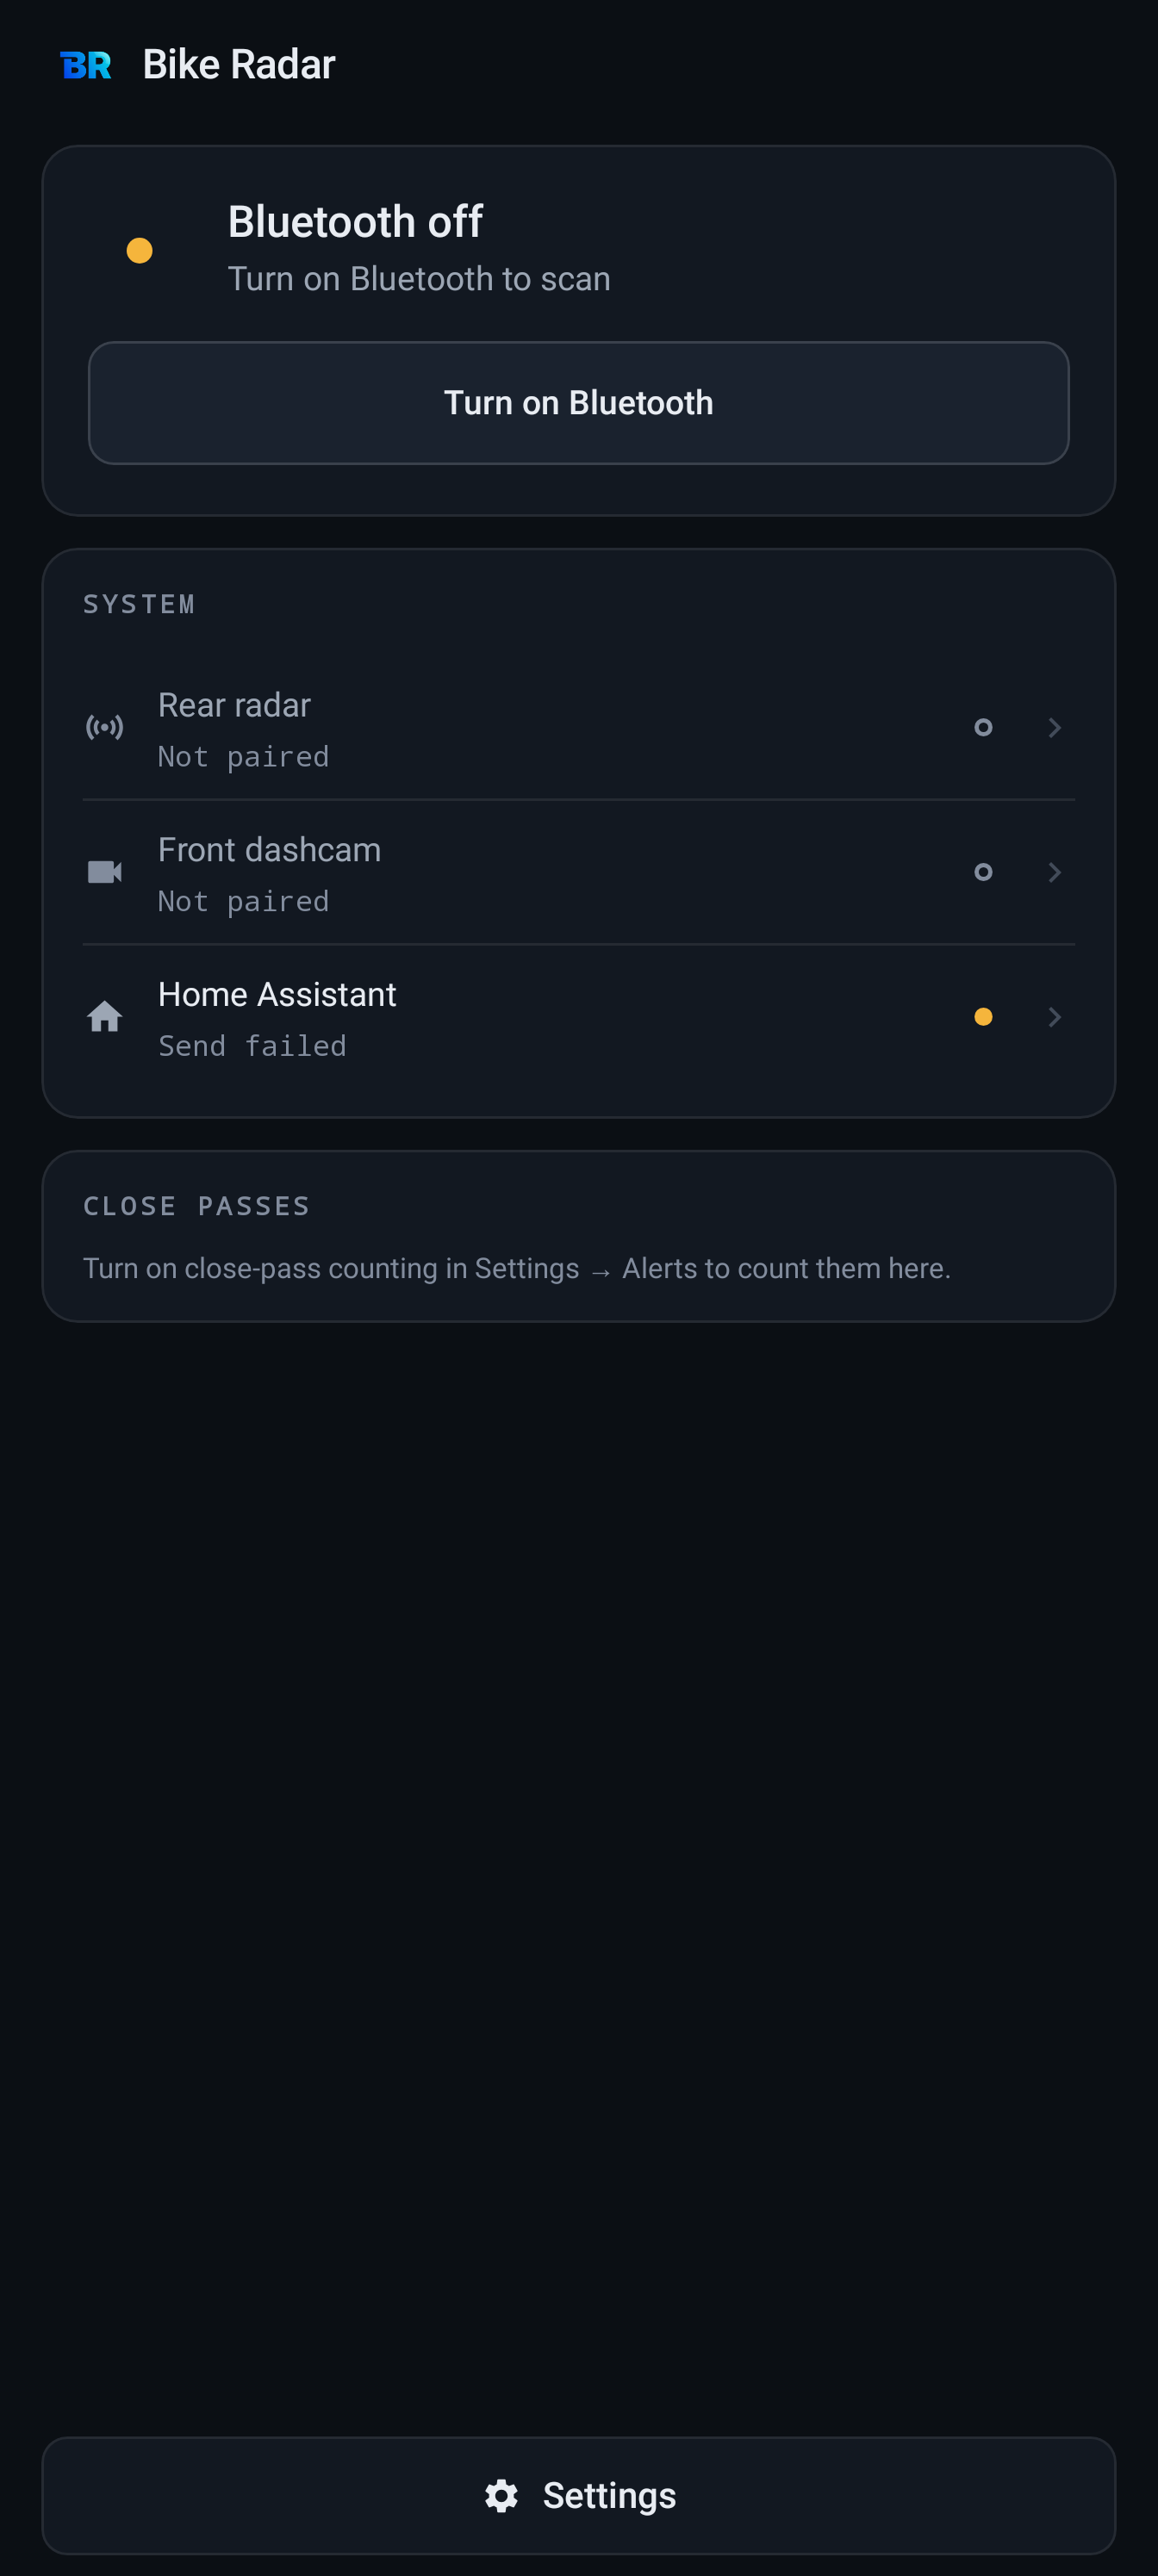 BR Bike Radar
Bluetooth off
Turn on Bluetooth to scan
Turn on Bluetooth
SYSTEM
Rear radar
Not paired
Front dashcam
Not paired
Home Assistant
Send failed
CLOSE PASSES
Turn on close-pass counting in Settings → Alerts to count them here.
Settings